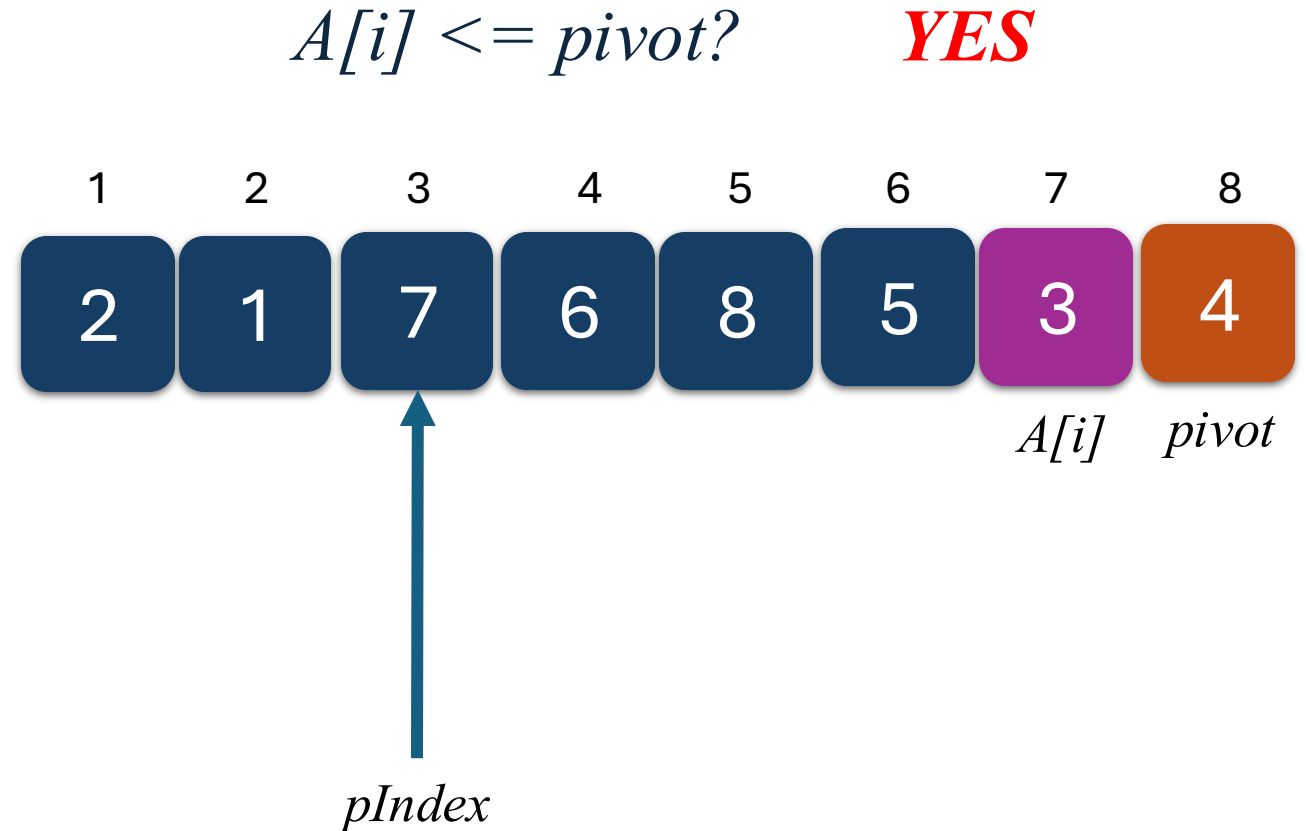 A[i] <= pivot? YES
1 2 3 4 5 6 7 8
2 1 7 6 8 5 3 4
A[i] pivot
pIndex